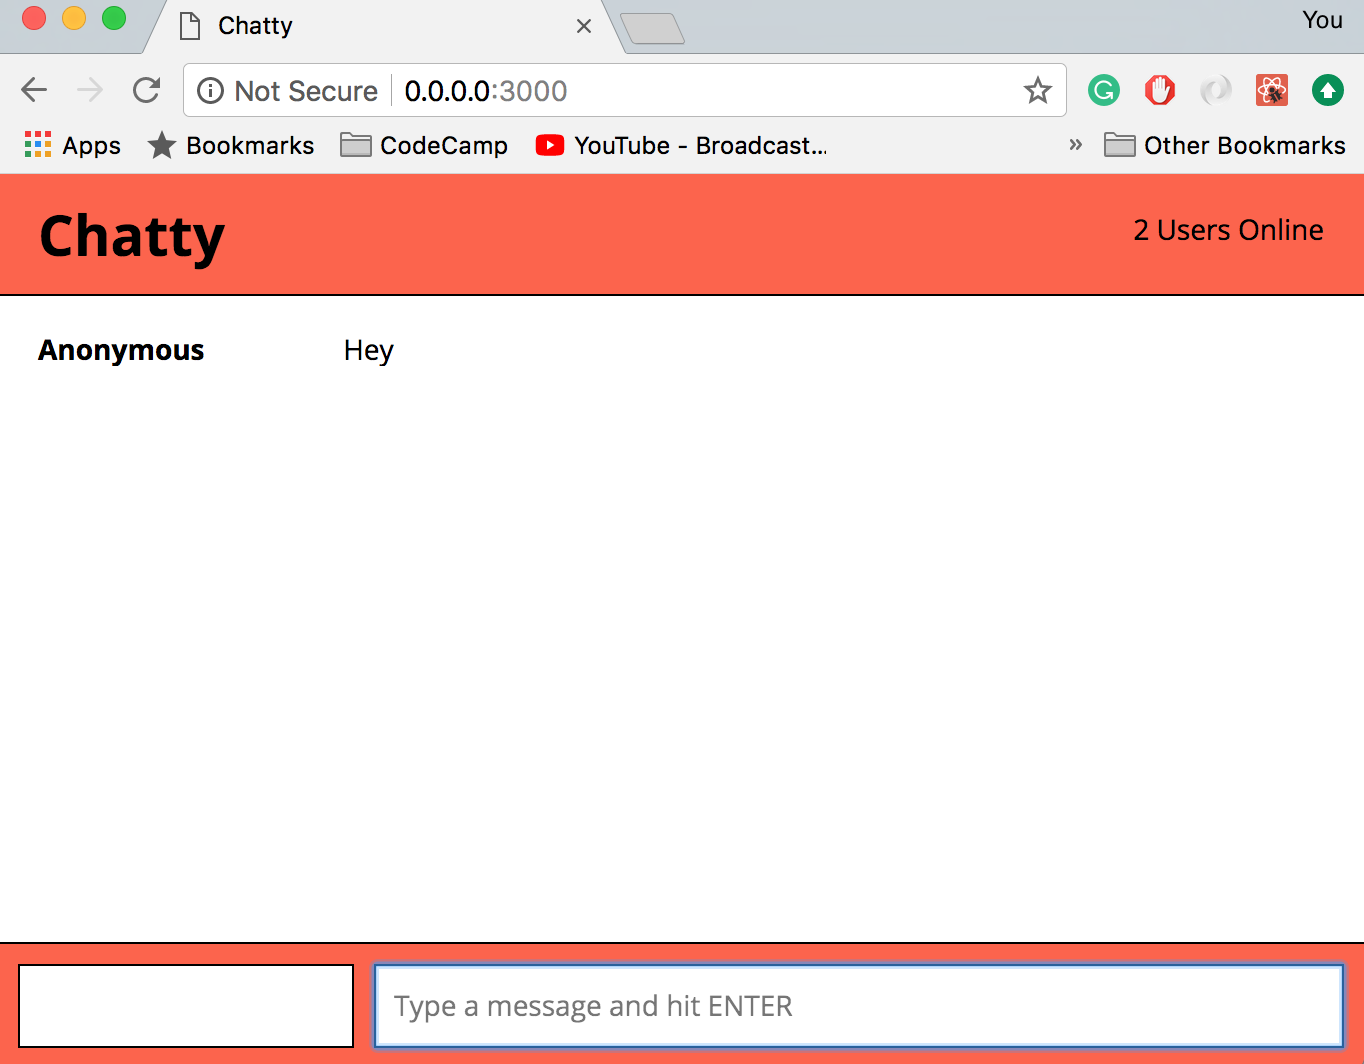 Chatty
You
Not Secure
0.0.0.0:3000
Apps
Bookmarks
CodeCamp
YouTube - Broadcast...
»
Other Bookmarks
Chatty
2 Users Online
Anonymous
Hey
Type a message and hit ENTER